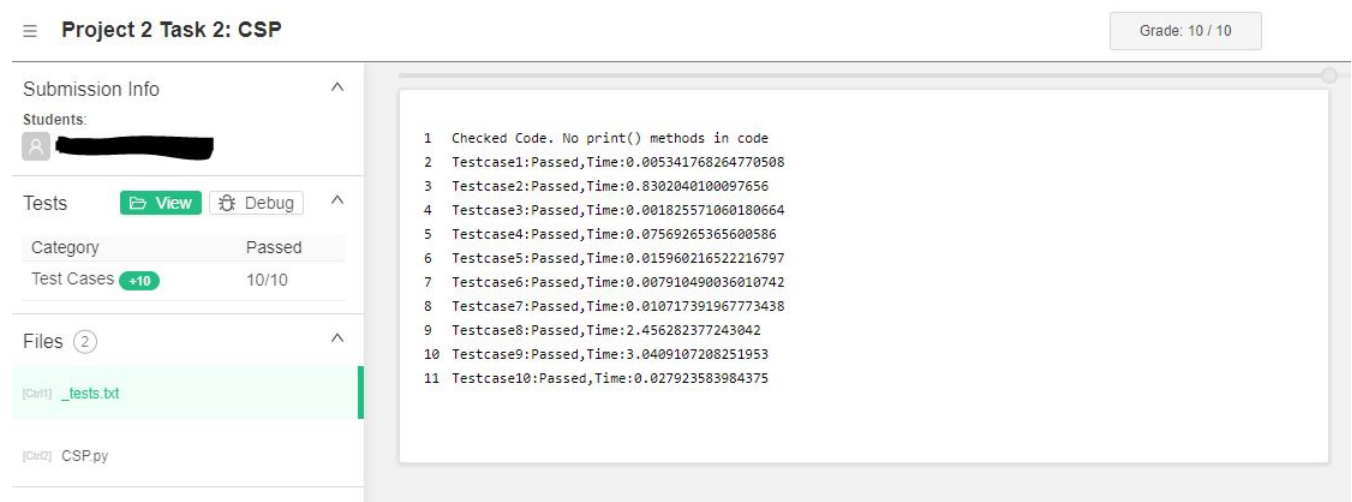 Project 2 Task 2: CSP
Grade: 10 / 10
Submission Info
Students:
Tests View Debug
Category Passed
Test Cases +10 10/10
Files 2
[Ctrl1] _tests.txt
[Ctrl2] CSP.py
1 Checked Code. No print() methods in code
2 Testcase1:Passed,Time:0.005341768264770508
3 Testcase2:Passed,Time:0.8302040100097656
4 Testcase3:Passed,Time:0.001825571060180664
5 Testcase4:Passed,Time:0.07569265365600586
6 Testcase5:Passed,Time:0.015960216522216797
7 Testcase6:Passed,Time:0.007910490036010742
8 Testcase7:Passed,Time:0.010717391967773438
9 Testcase8:Passed,Time:2.456282377243042
10 Testcase9:Passed,Time:3.0409107208251953
11 Testcase10:Passed,Time:0.027923583984375